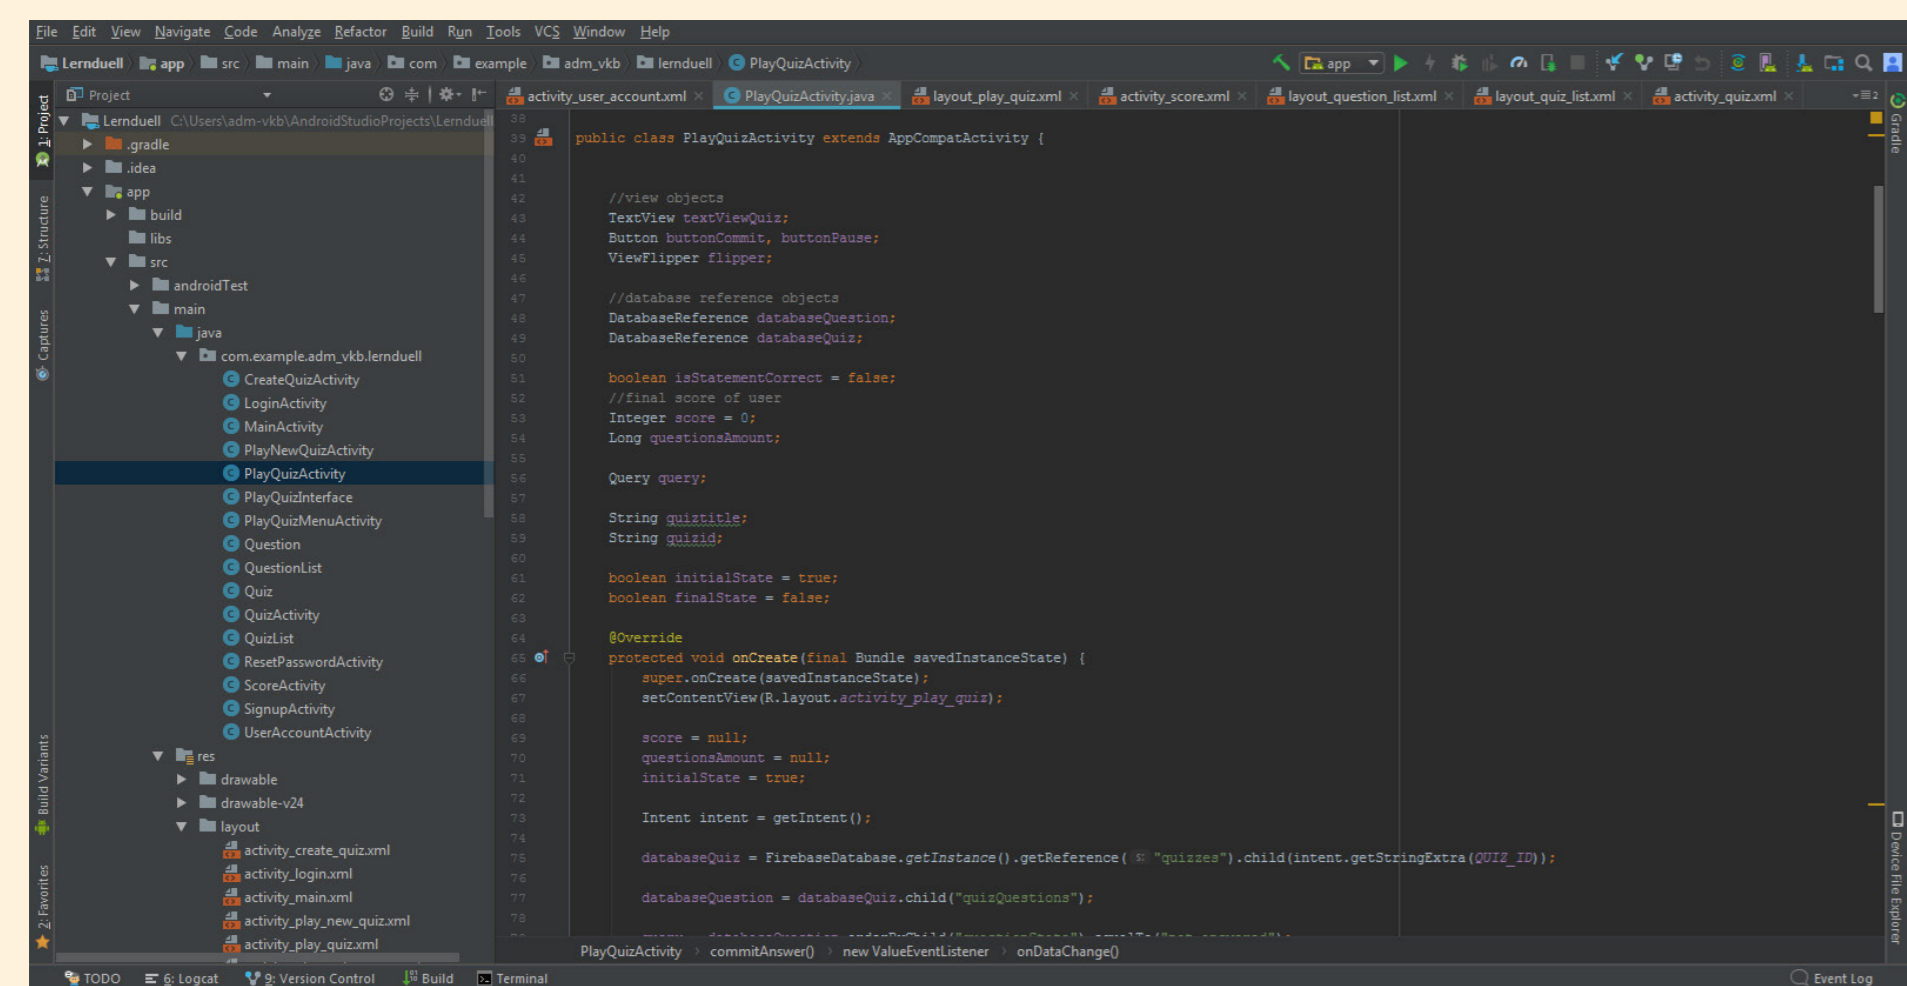 File Edit View Navigate Code Analyze Refactor Build Run Tools VCS Window Help
Lernduell app src main java com example adm_vkb lernduell PlayQuizActivity app
Project
activity_user_account.xml PlayQuizActivity.java layout_play_quiz.xml activity_score.xml layout_question_list.xml layout_quiz_list.xml activity_quiz.xml 2
1: Project
7: Structure
Captures
Build Variants
2: Favorites
Lernduell C:\Users\adm-vkb\AndroidStudioProjects\Lernduell
.gradle
.idea
app
build
libs
src
androidTest
main
java
com.example.adm_vkb.lernduell
CreateQuizActivity
LoginActivity
MainActivity
PlayNewQuizActivity
PlayQuizActivity
PlayQuizInterface
PlayQuizMenuActivity
Question
QuestionList
Quiz
QuizActivity
QuizList
ResetPasswordActivity
ScoreActivity
SignupActivity
UserAccountActivity
res
drawable
drawable-v24
layout
activity_create_quiz.xml
activity_login.xml
activity_main.xml
activity_play_new_quiz.xml
activity_play_quiz.xml
38
39 public class PlayQuizActivity extends AppCompatActivity {
40
41
42 //view objects
43 TextView textViewQuiz;
44 Button buttonCommit, buttonPause;
45 ViewFlipper flipper;
46
47 //database reference objects
48 DatabaseReference databaseQuestion;
49 DatabaseReference databaseQuiz;
50
51 boolean isStatementCorrect = false;
52 //final score of user
53 Integer score = 0;
54 Long questionsAmount;
55
56 Query query;
57
58 String quiztitle;
59 String quizid;
60
61 boolean initialState = true;
62 boolean finalState = false;
63
64 @Override
65 protected void onCreate(final Bundle savedInstanceState) {
66 super.onCreate(savedInstanceState);
67 setContentView(R.layout.activity_play_quiz);
68
69 score = null;
70 questionsAmount = null;
71 initialState = true;
72
73 Intent intent = getIntent();
74
75 databaseQuiz = FirebaseDatabase.getInstance().getReference( s: "quizzes").child(intent.getStringExtra(QUIZ_ID));
76
77 databaseQuestion = databaseQuiz.child("quizQuestions");
78
PlayQuizActivity commitAnswer() new ValueEventListener onDataChange()
Gradle
Device File Explorer
TODO 6: Logcat 9: Version Control Build Terminal Event Log